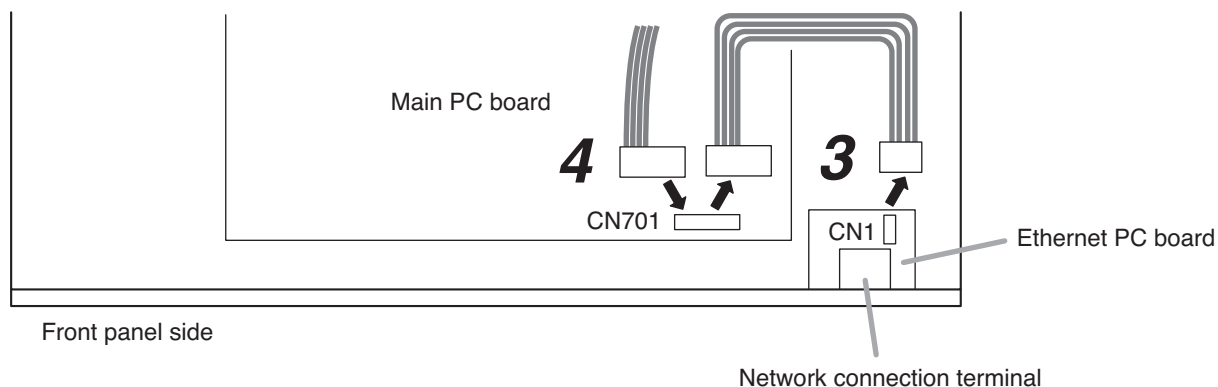 Main PC board
4
3
CN701
CN1
Ethernet PC board
Front panel side
Network connection terminal